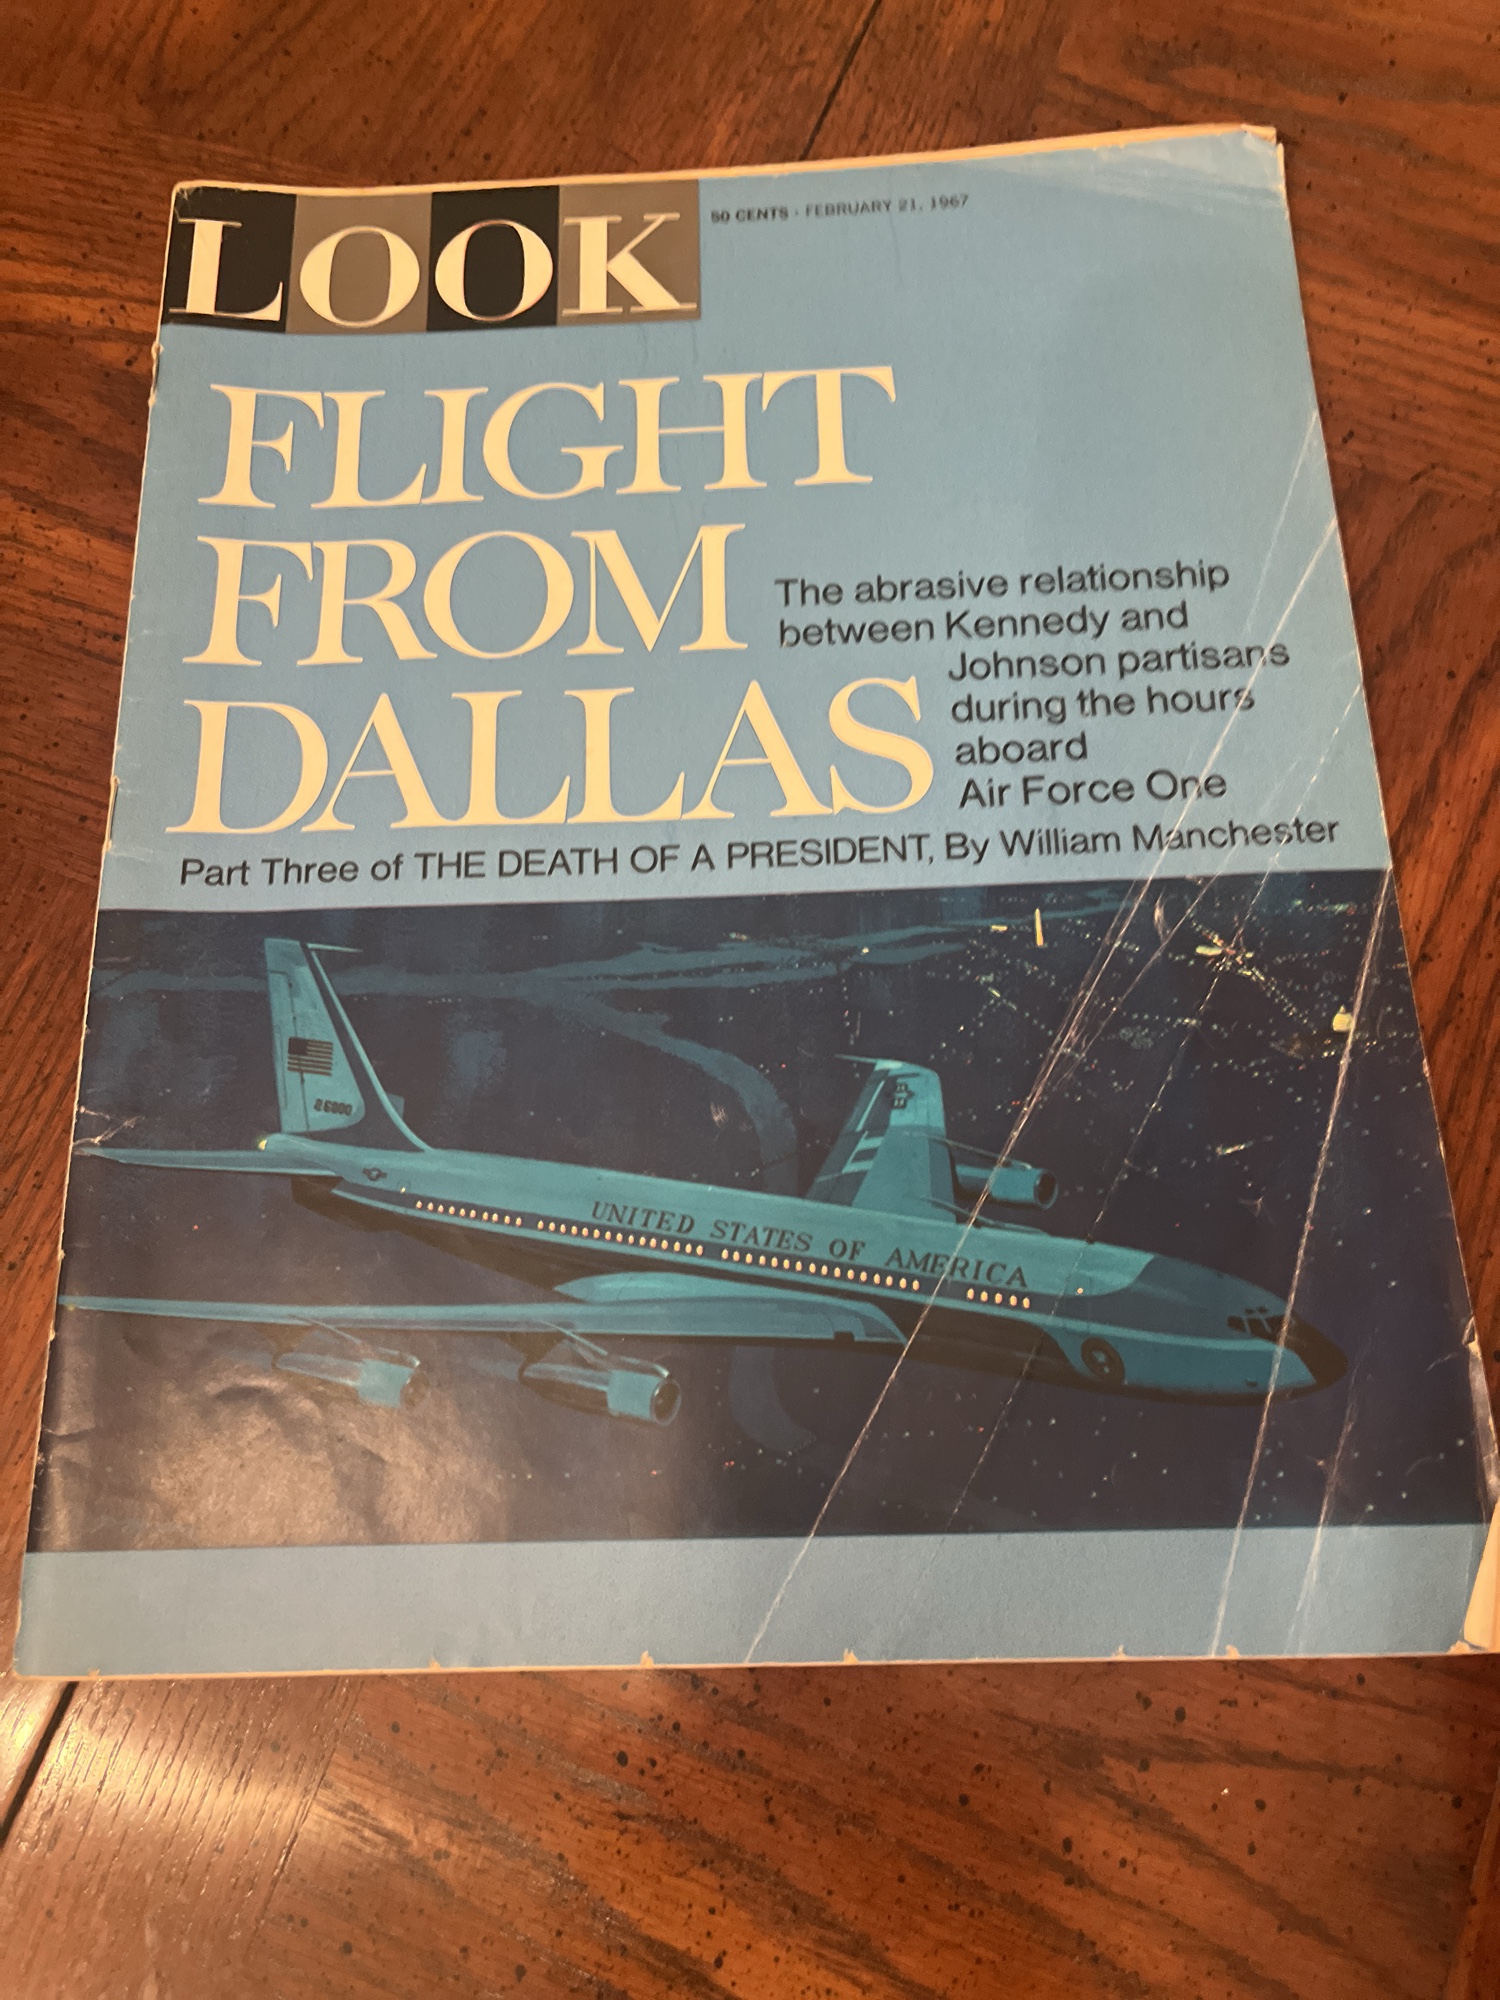 LOOK
50 CENTS · FEBRUARY 21, 1967
FLIGHT
FROM
DALLAS
The abrasive relationship
between Kennedy and
Johnson partisans
during the hours
aboard
Air Force One
Part Three of THE DEATH OF A PRESIDENT, By William Manchester
26000
UNITED STATES OF AMERICA